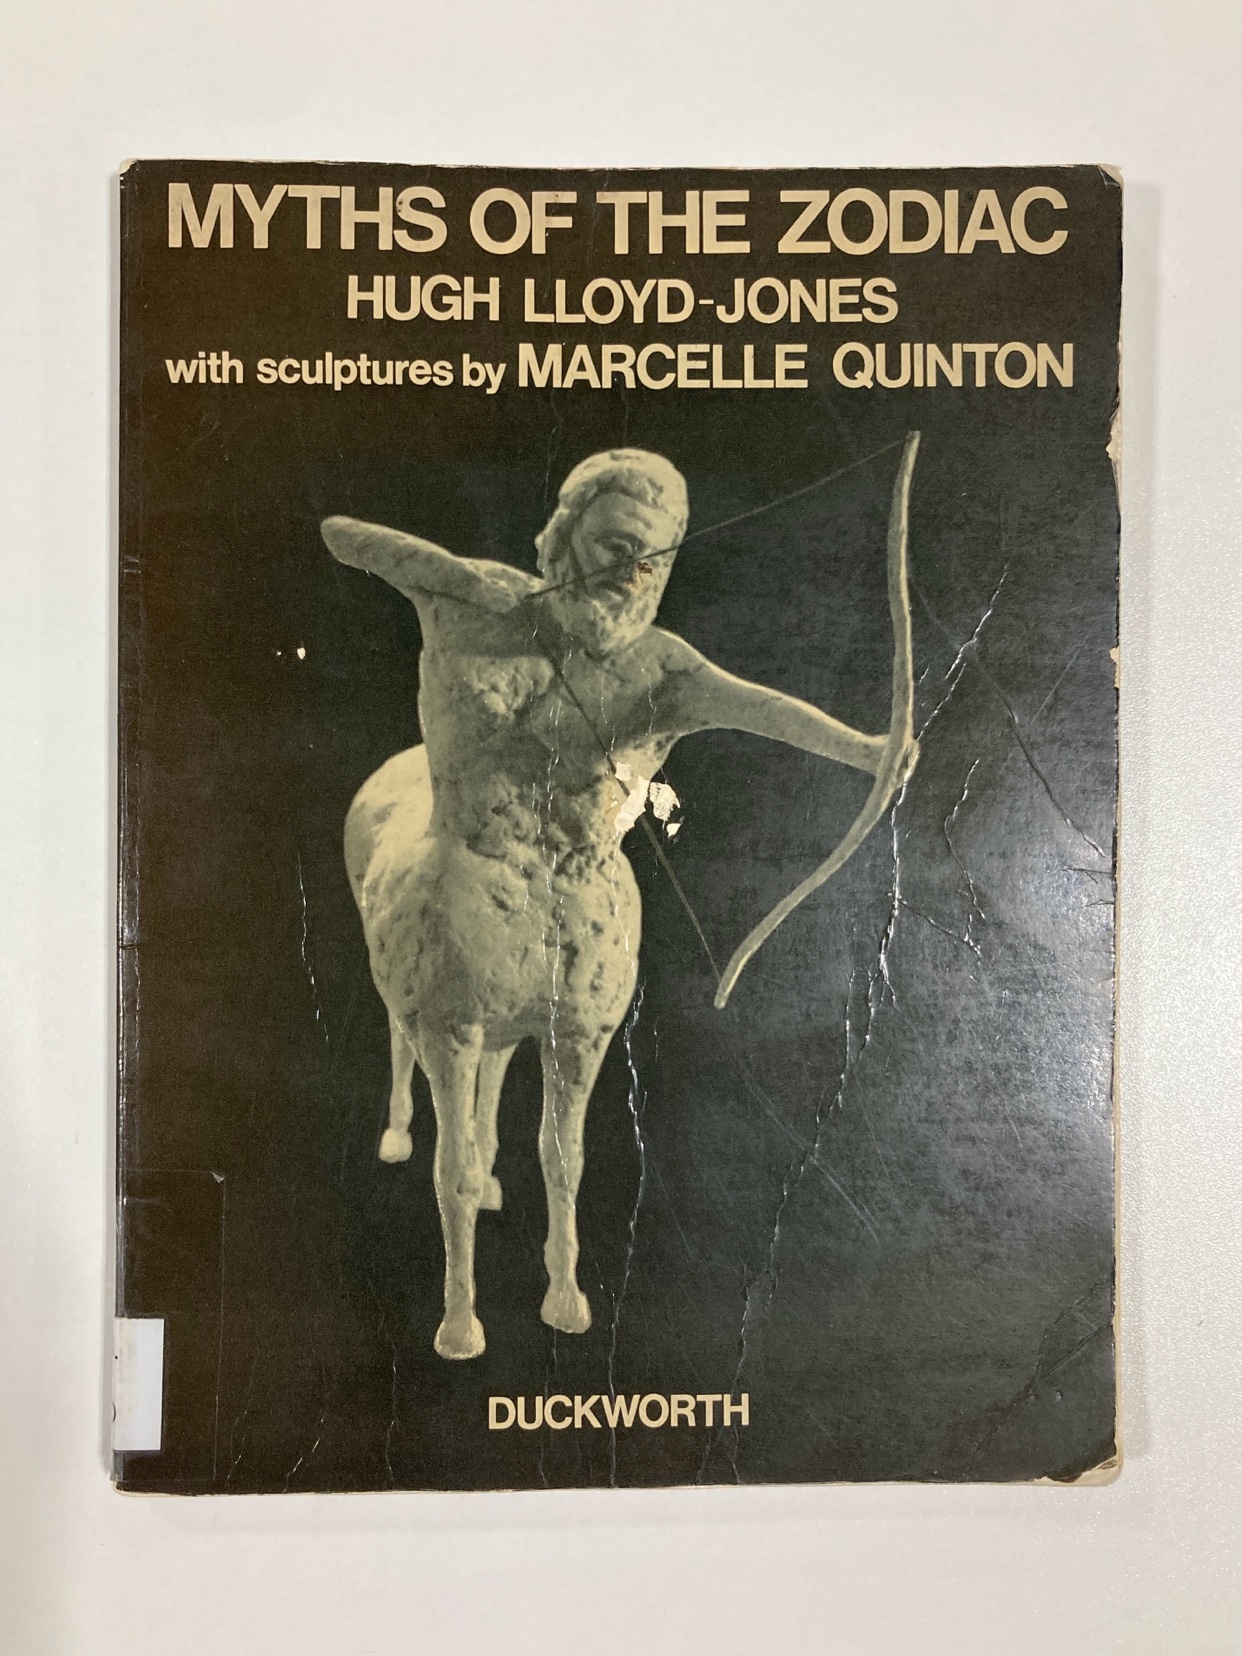 MYTHS OF THE ZODIAC
HUGH LLOYD-JONES
with sculptures by MARCELLE QUINTON
DUCKWORTH